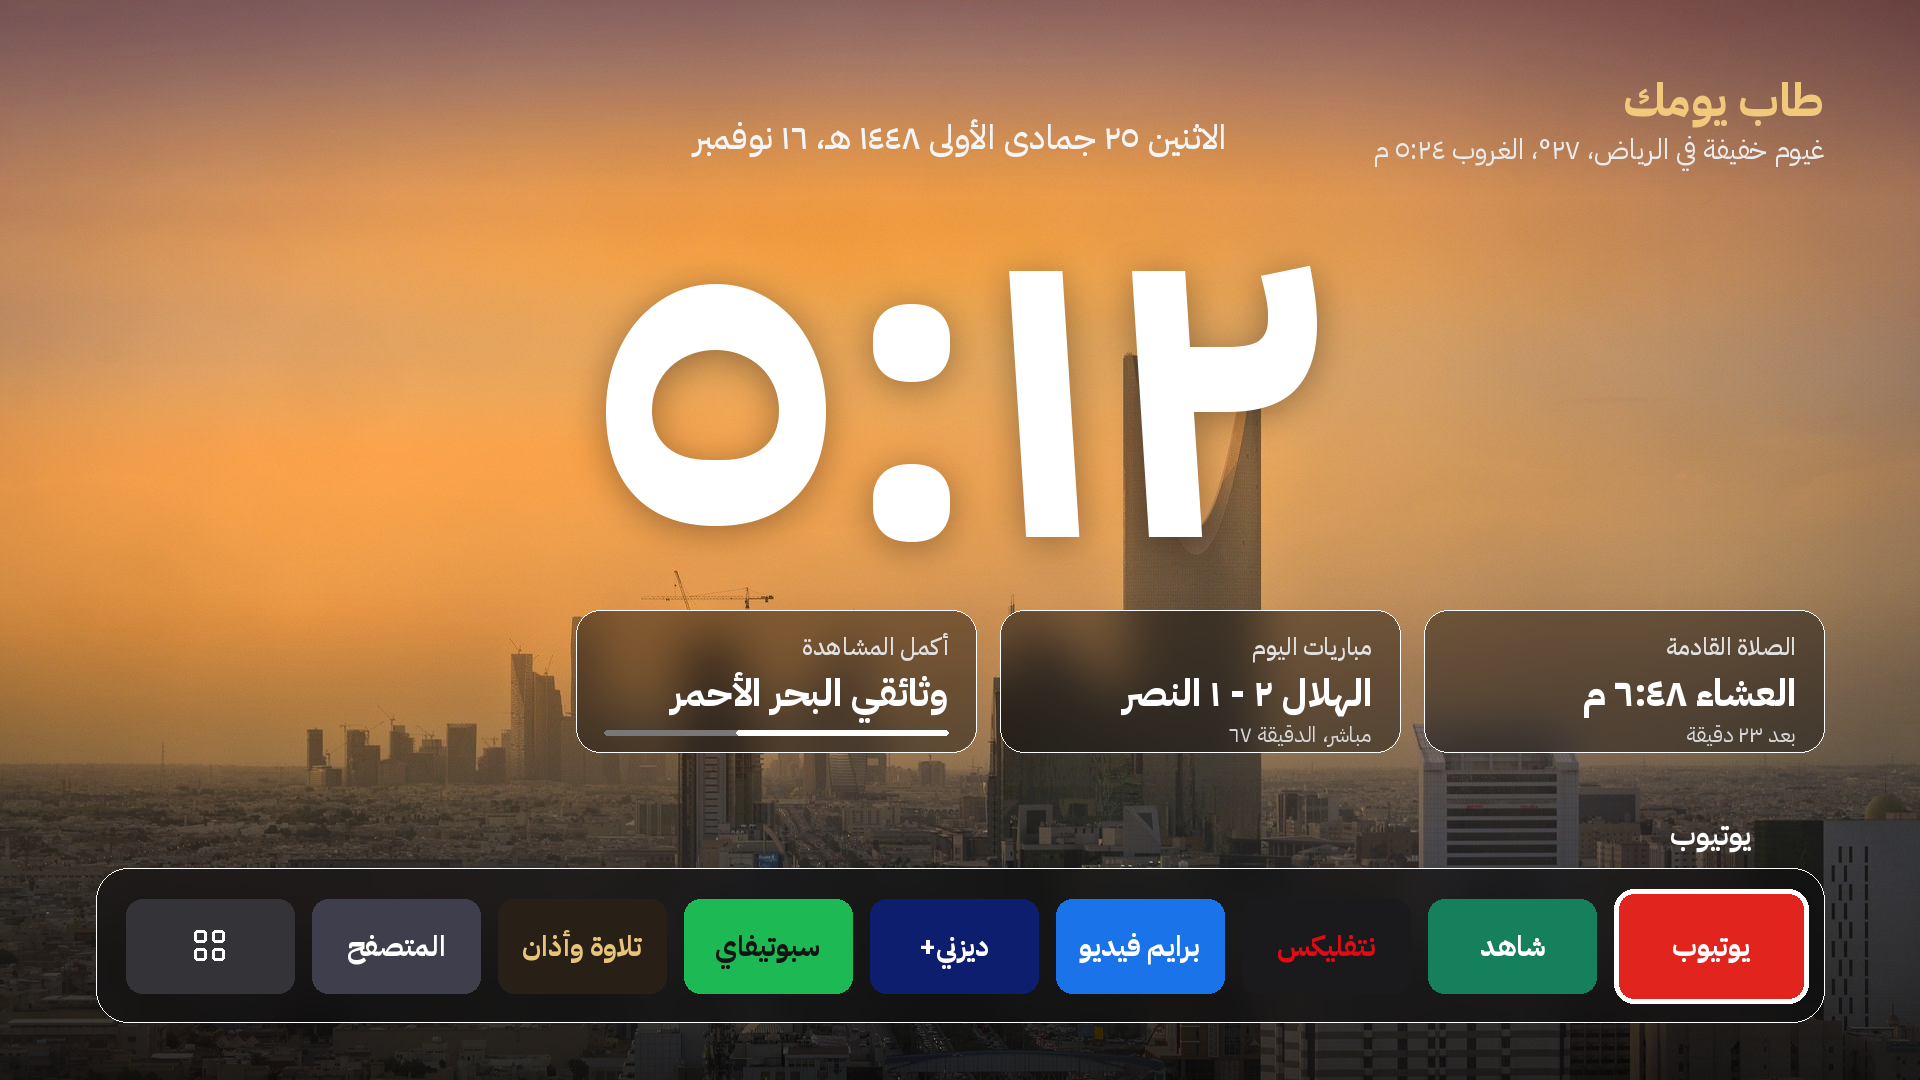 طاب يومك
غيوم خفيفة في الرياض، ٢٧°، الغروب ٥:٢٤ م
الاثنين ٢٥ جمادى الأولى ١٤٤٨ هـ، ١٦ نوفمبر
٥:١٢
الصلاة القادمة
العشاء ٦:٤٨ م
بعد ٢٣ دقيقة
مباريات اليوم
الهلال ٢ - ١ النصر
مباشر، الدقيقة ٦٧
أكمل المشاهدة
وثائقي البحر الأحمر
يوتيوب
يوتيوب
شاهد
نتفليكس
برايم فيديو
ديزني+
سبوتيفاي
تلاوة وأذان
المتصفح